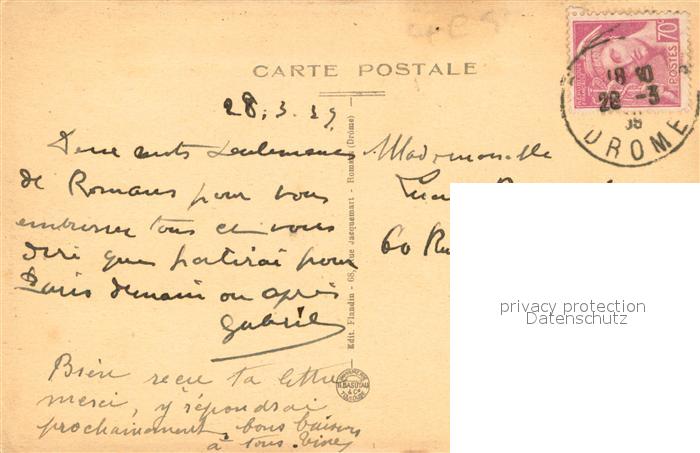 CARTE POSTALE
70c
POSTES
18 30
28 -3
39
DROME
28.3.39
Deux mots seulement
de Romans pour vous
embrasser tous et vous
dire que partirai pour
Paris demain ou après
Gabriel
Bien reçu ta lettre
merci, y répondrai
prochainement, bons baisers
à tous.
Edit. Flandin - 68, Rue Jacquemart - Romans (Drôme)
Mademoiselle
60 Ru
privacy protection
Datenschutz